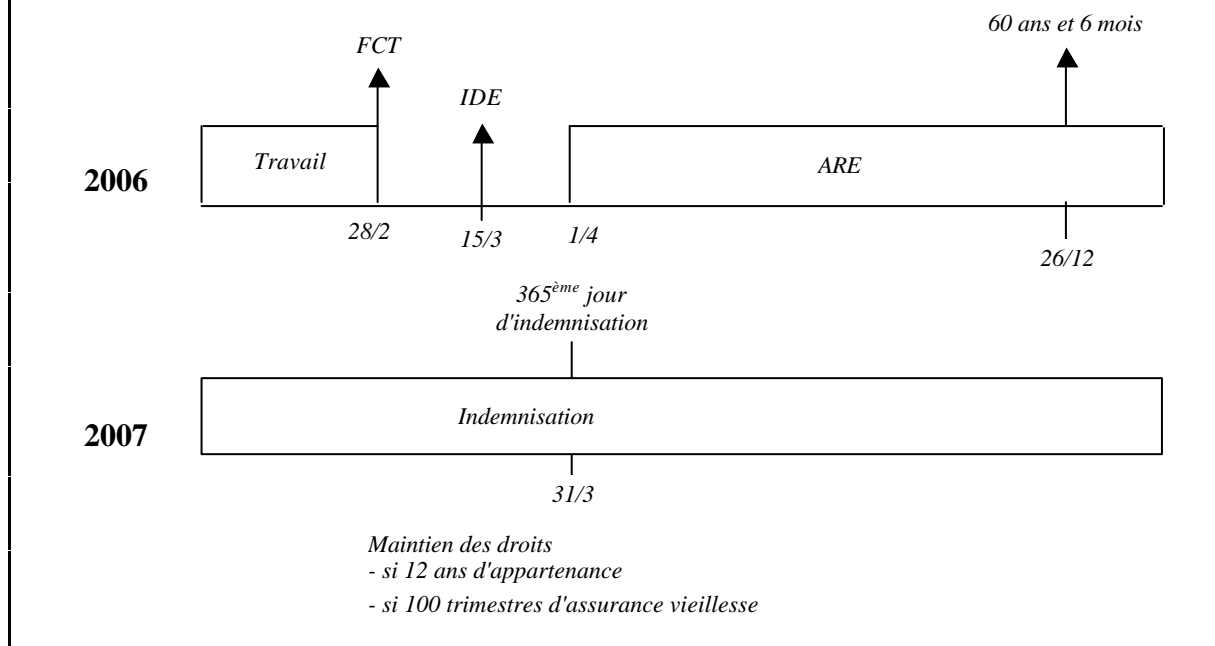 60 ans et 6 mois
FCT
IDE
2006
Travail
ARE
28/2
15/3
1/4
26/12
365ème jour
d'indemnisation
2007
Indemnisation
31/3
Maintien des droits
- si 12 ans d'appartenance
- si 100 trimestres d'assurance vieillesse